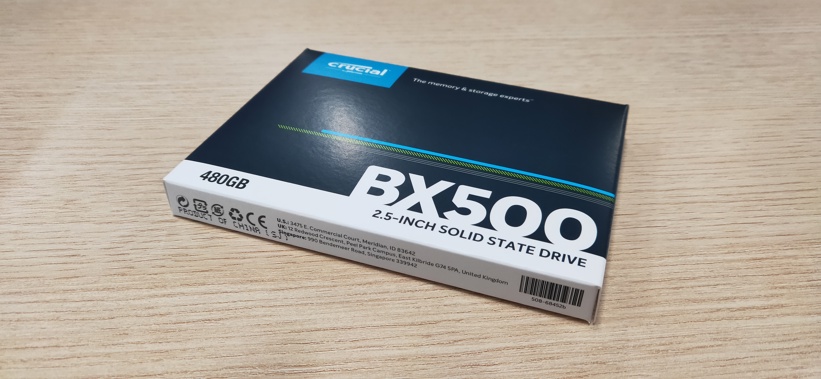 crucial
The memory & storage experts™
480GB
BX500
2.5-INCH SOLID STATE DRIVE
PRODUCT OF CHINA
U.S.: 3475 E. Commercial Court, Meridian, ID 83642
UK: 12 Redwood Crescent, Peel Park Campus, East Kilbride G74 5PA, United Kingdom
Singapore: 990 Bendemeer Road, Singapore 339942